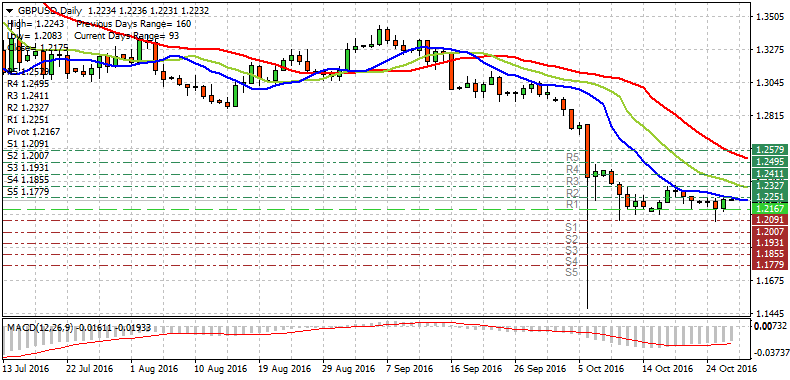 GBPUSD,Daily 1.2234 1.2236 1.2231 1.2232
High= 1.2243 Previous Days Range= 160
Low= 1.2083 Current Days Range= 93
Close= 1.2175
R4 1.2495
R3 1.2411
R2 1.2327
R1 1.2251
Pivot 1.2167
S1 1.2091
S2 1.2007
S3 1.1931
S4 1.1855
S5 1.1779
R5
R4
R3
R2
R1
S1
S2
S3
S4
S5
1.3505
1.3275
1.3045
1.2815
1.2579
1.2495
1.2411
1.2327
1.2251
1.2167
1.2091
1.2007
1.1931
1.1855
1.1779
1.1675
1.1445
MACD(12,26,9) -0.01611 -0.01933
-0.03737
13 Jul 2016
22 Jul 2016
1 Aug 2016
10 Aug 2016
19 Aug 2016
29 Aug 2016
7 Sep 2016
16 Sep 2016
26 Sep 2016
5 Oct 2016
14 Oct 2016
24 Oct 2016